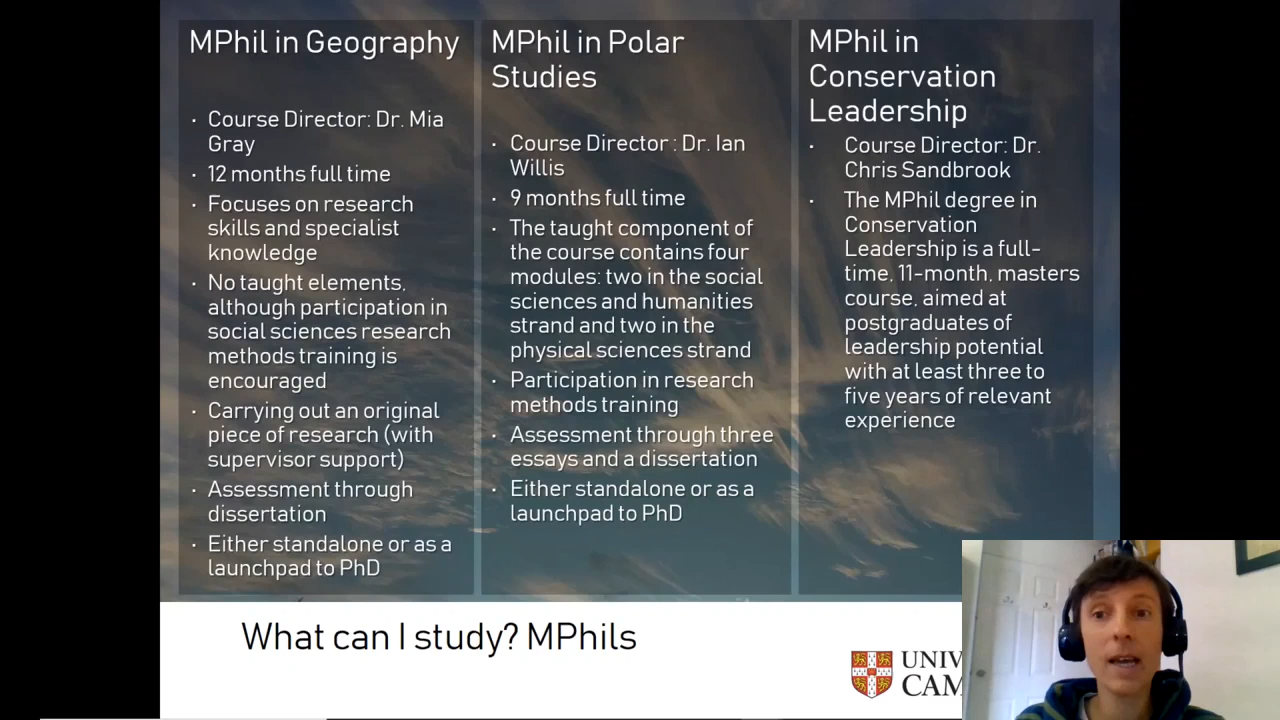 MPhil in Geography
· Course Director: Dr. Mia
Gray
· 12 months full time
· Focuses on research
skills and specialist
knowledge
· No taught elements,
although participation in
social sciences research
methods training is
encouraged
· Carrying out an original
piece of research (with
supervisor support)
· Assessment through
dissertation
· Either standalone or as a
launchpad to PhD
MPhil in Polar
Studies
· Course Director : Dr. Ian
Willis
· 9 months full time
· The taught component of
the course contains four
modules: two in the social
sciences and humanities
strand and two in the
physical sciences strand
· Participation in research
methods training
· Assessment through three
essays and a dissertation
· Either standalone or as a
launchpad to PhD
MPhil in
Conservation
Leadership
· Course Director: Dr.
Chris Sandbrook
· The MPhil degree in
Conservation
Leadership is a full-
time, 11-month, masters
course, aimed at
postgraduates of
leadership potential
with at least three to
five years of relevant
experience
What can I study? MPhils
UNIV
CAM